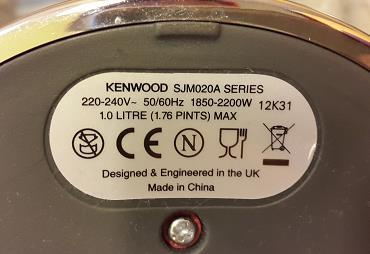 KENWOOD SJM020A SERIES
220-240V~ 50/60Hz 1850-2200W 12K31
1.0 LITRE (1.76 PINTS) MAX
CE N
Designed & Engineered in the UK
Made in China